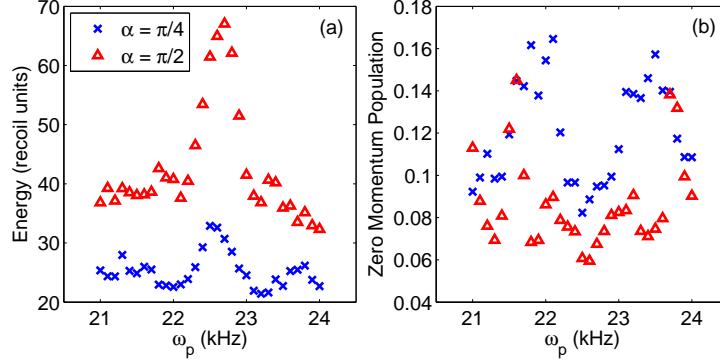 (a)
α = π/4
α = π/2
Energy (recoil units)
70
60
50
40
30
20
21
22
23
24
ωp (kHz)
(b)
Zero Momentum Population
0.18
0.16
0.14
0.12
0.1
0.08
0.06
0.04
21
22
23
24
ωp (kHz)